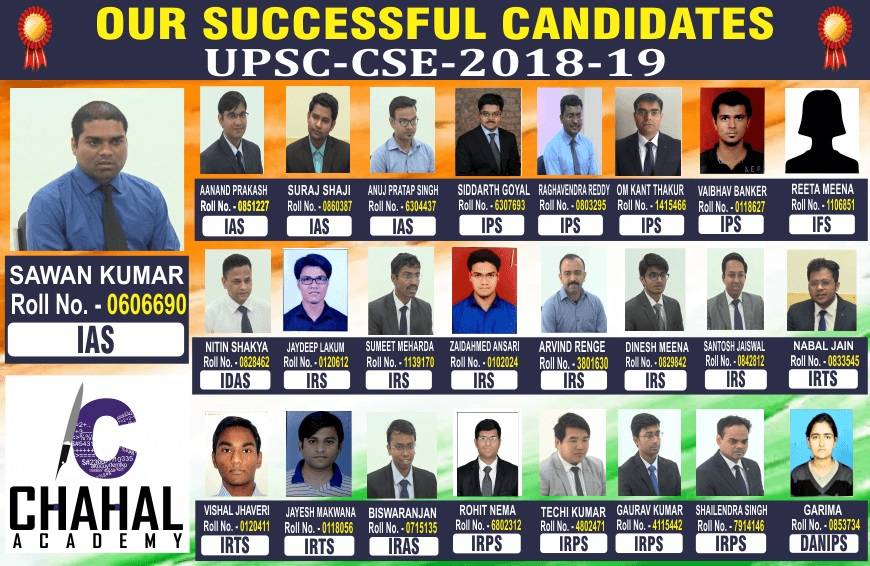 OUR SUCCESSFUL CANDIDATES
UPSC-CSE-2018-19
SAWAN KUMAR
Roll No. - 0606690
IAS
AANAND PRAKASH
Roll No. - 0851227
IAS
SURAJ SHAJI
Roll No. - 0860387
IAS
ANUJ PRATAP SINGH
Roll No. - 6304437
IAS
SIDDARTH GOYAL
Roll No. - 6307693
IPS
RAGHAVENDRA REDDY
Roll No. - 0803295
IPS
OM KANT THAKUR
Roll No. - 1415466
IPS
VAIBHAV BANKER
Roll No. - 0118627
IPS
REETA MEENA
Roll No. - 1106851
IFS
NITIN SHAKYA
Roll No. - 0828462
IDAS
JAYDEEP LAKUM
Roll No. - 0120612
IRS
SUMEET MEHARDA
Roll No. - 1139170
IRS
ZAIDAHMED ANSARI
Roll No. - 0102024
IRS
ARVIND RENGE
Roll No. - 3801630
IRS
DINESH MEENA
Roll No. - 0829842
IRS
SANTOSH JAISWAL
Roll No. - 0842812
IRS
NABAL JAIN
Roll No. - 0833545
IRTS
VISHAL JHAVERI
Roll No. - 0120411
IRTS
JAYESH MAKWANA
Roll No. - 0118056
IRTS
BISWARANJAN
Roll No. - 0715135
IRAS
ROHIT NEMA
Roll No. - 6802312
IRPS
TECHI KUMAR
Roll No. - 4802471
IRPS
GAURAV KUMAR
Roll No. - 4115442
IRPS
SHAILENDRA SINGH
Roll No. - 7914146
IRPS
GARIMA
Roll No. - 0853734
DANIPS
C
CHAHAL
ACADEMY